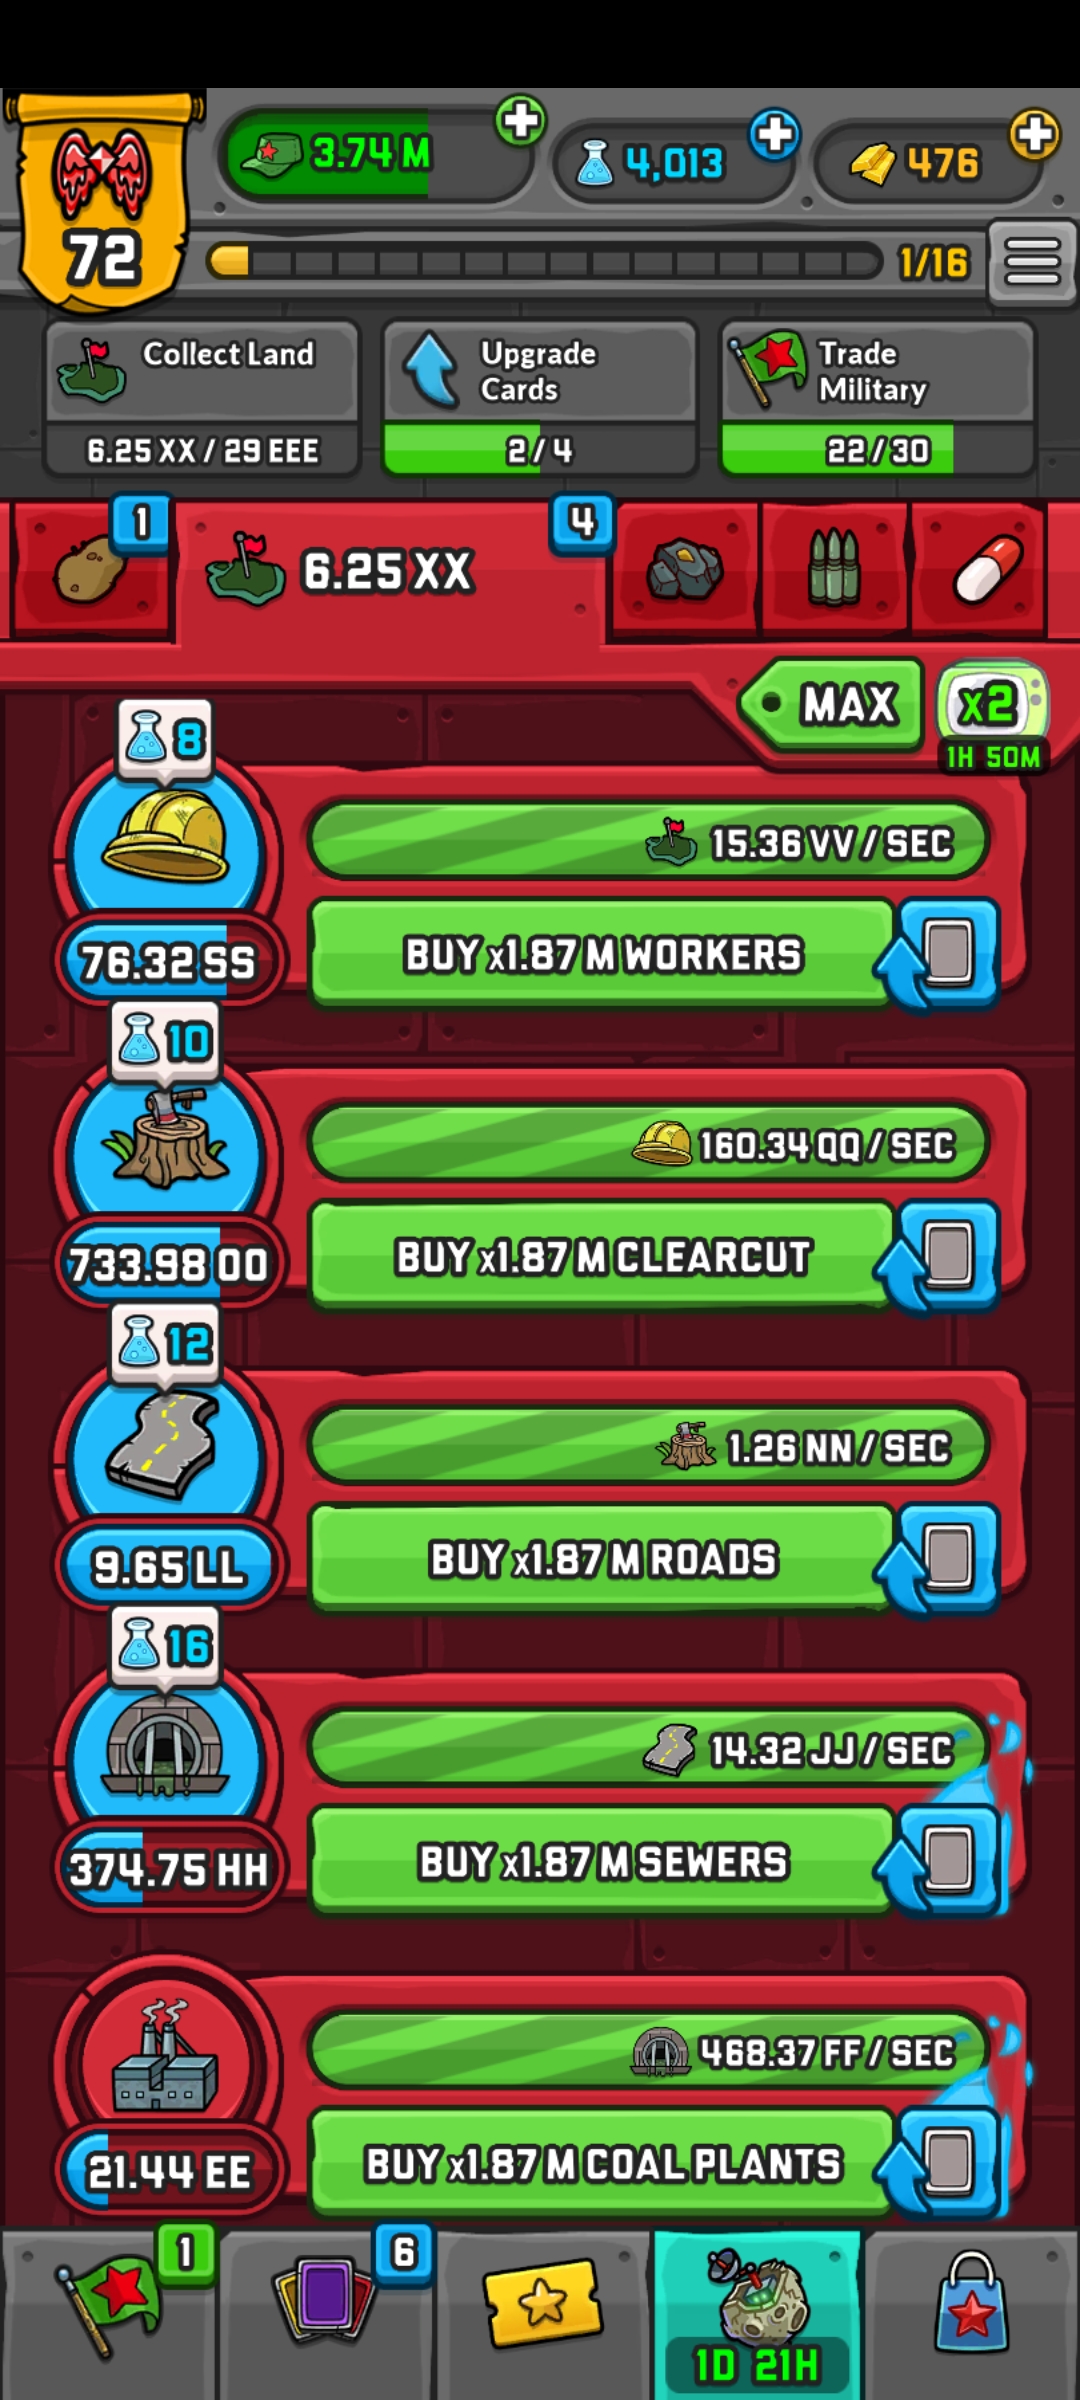 3.74 M
4,013
476
72
1/16
Collect Land
6.25 XX / 29 EEE
Upgrade
Cards
2/4
Trade
Military
22/30
1
6.25 XX
4
MAX
x2
1H 50M
8
15.36 VV / SEC
76.32 SS
BUY x1.87 M WORKERS
10
160.34 QQ / SEC
733.98 OO
BUY x1.87 M CLEARCUT
12
1.26 NN / SEC
9.65 LL
BUY x1.87 M ROADS
16
14.32 JJ / SEC
374.75 HH
BUY x1.87 M SEWERS
468.37 FF / SEC
21.44 EE
BUY x1.87 M COAL PLANTS
1
6
1D 21H